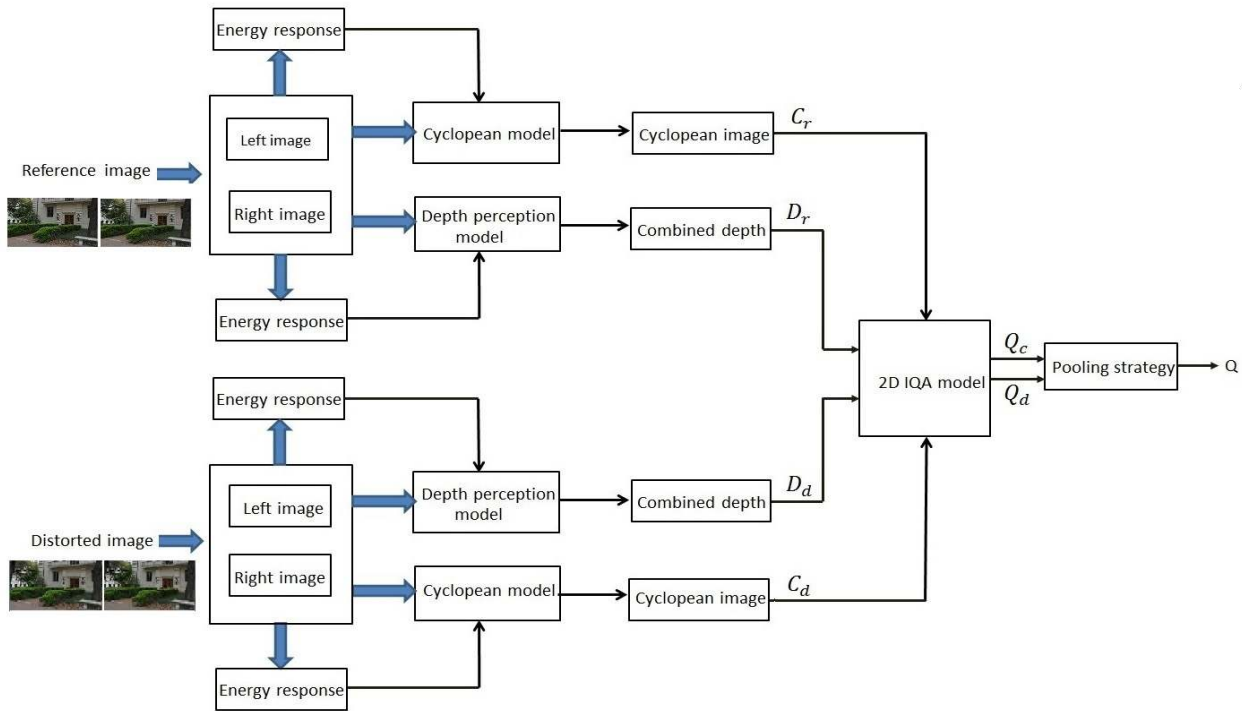 Energy response
Left image
Right image
Reference image
Cyclopean model
Cyclopean image
C_r
Depth perception
model
Combined depth
D_r
Energy response
2D IQA model
Q_c
Q_d
Pooling strategy
Q
Energy response
Left image
Right image
Distorted image
Depth perception
model
Combined depth
D_d
Cyclopean model
Cyclopean image
C_d
Energy response